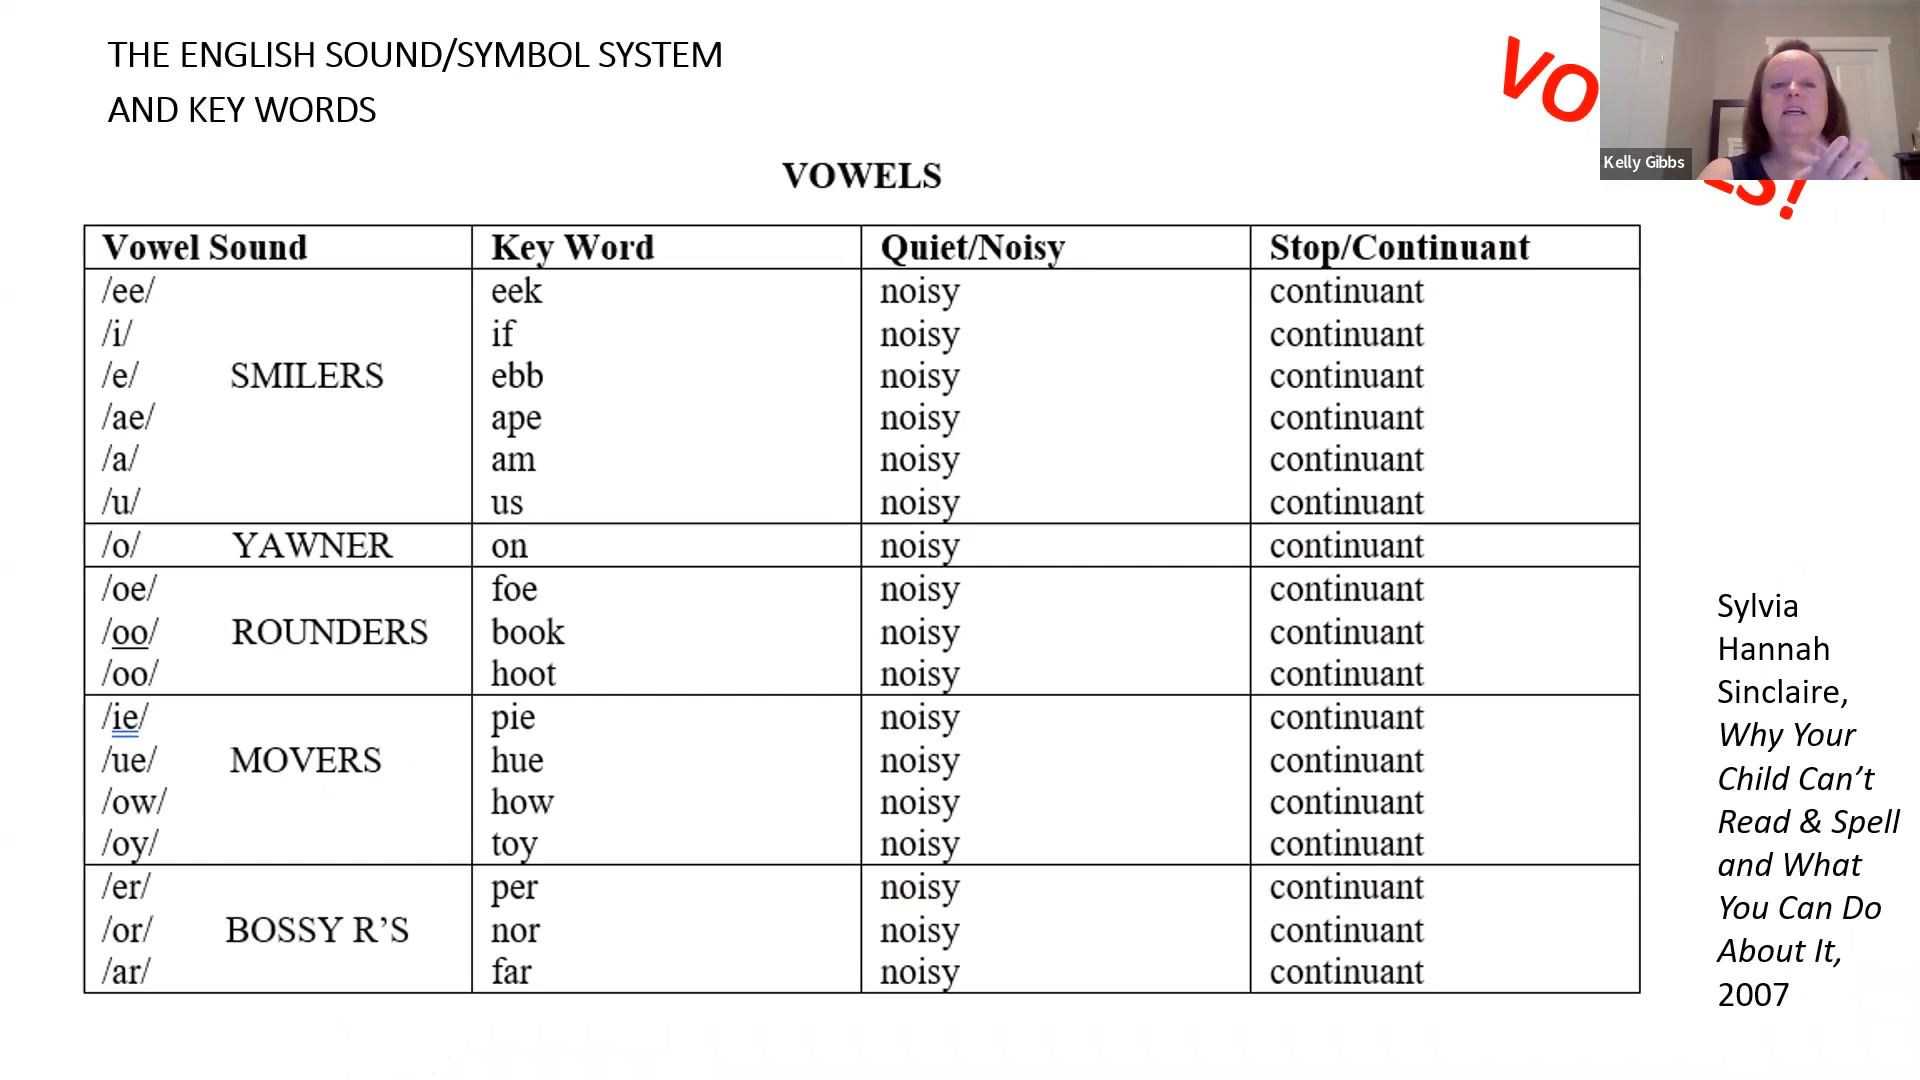 THE ENGLISH SOUND/SYMBOL SYSTEM
AND KEY WORDS
VO
Kelly Gibbs
VOWELS
Vowel Sound Key Word Quiet/Noisy Stop/Continuant
/ee/ eek noisy continuant
/i/ if noisy continuant
/e/ SMILERS ebb noisy continuant
/ae/ ape noisy continuant
/a/ am noisy continuant
/u/ us noisy continuant
/o/ YAWNER on noisy continuant
/oe/ foe noisy continuant
/oo/ ROUNDERS book noisy continuant
/oo/ hoot noisy continuant
/ie/ pie noisy continuant
/ue/ MOVERS hue noisy continuant
/ow/ how noisy continuant
/oy/ toy noisy continuant
/er/ per noisy continuant
/or/ BOSSY R’S nor noisy continuant
/ar/ far noisy continuant
Sylvia
Hannah
Sinclaire,
Why Your
Child Can’t
Read & Spell
and What
You Can Do
About It,
2007